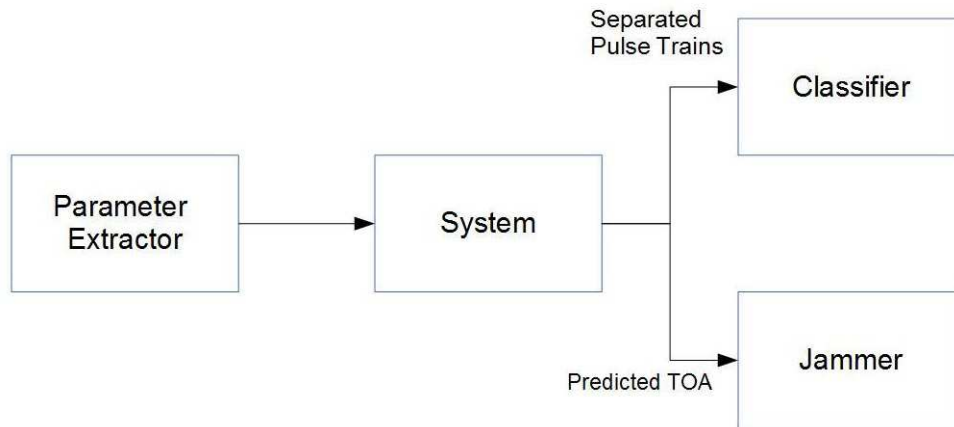 Separated
Pulse Trains
Classifier
Parameter
Extractor
System
Predicted TOA
Jammer